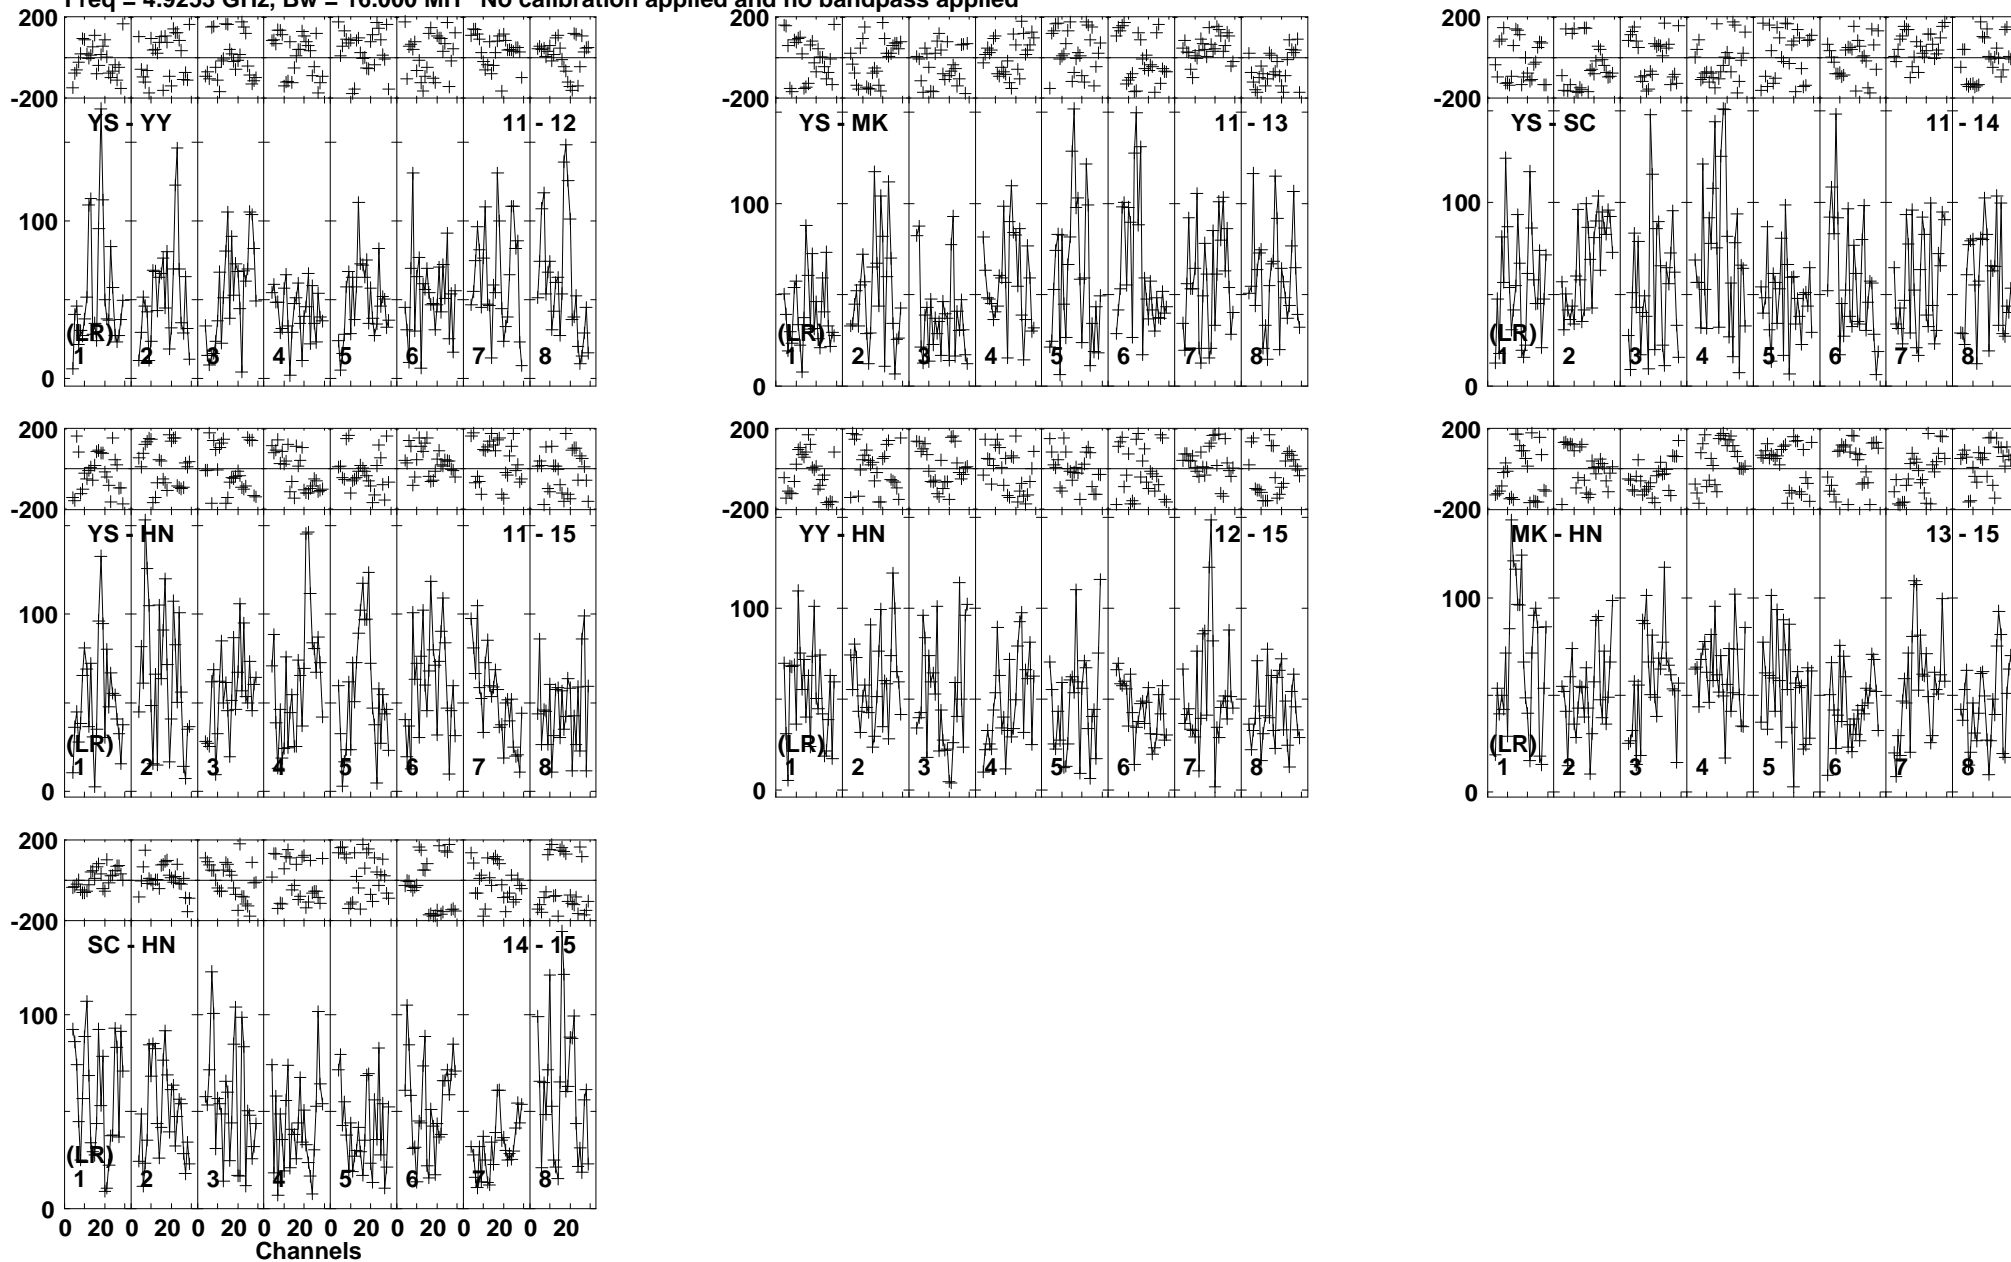 Freq = 4.9253 GHz, Bw = 16.000 MH No calibration applied and no bandpass applied
200 200 200
-200 -200 -200
YS - YY 11 - 12 YS - MK 11 - 13 YS - SC 11 - 14
100 100 100
(LR) (LR) (LR)
1 2 3 4 5 6 7 8 1 2 3 4 5 6 7 8 1 2 3 4 5 6 7 8
0 0 0
200 200 200
-200 -200 -200
YS - HN 11 - 15 YY - HN 12 - 15 MK - HN 13 - 15
100 100 100
(LR) (LR) (LR)
1 2 3 4 5 6 7 8 1 2 3 4 5 6 7 8 1 2 3 4 5 6 7 8
0 0 0
200
-200
SC - HN 14 - 15
100
(LR)
1 2 3 4 5 6 7 8
0
0 20 0 20 0 20 0 20 0 20 0 20 0 20 0 20
Channels